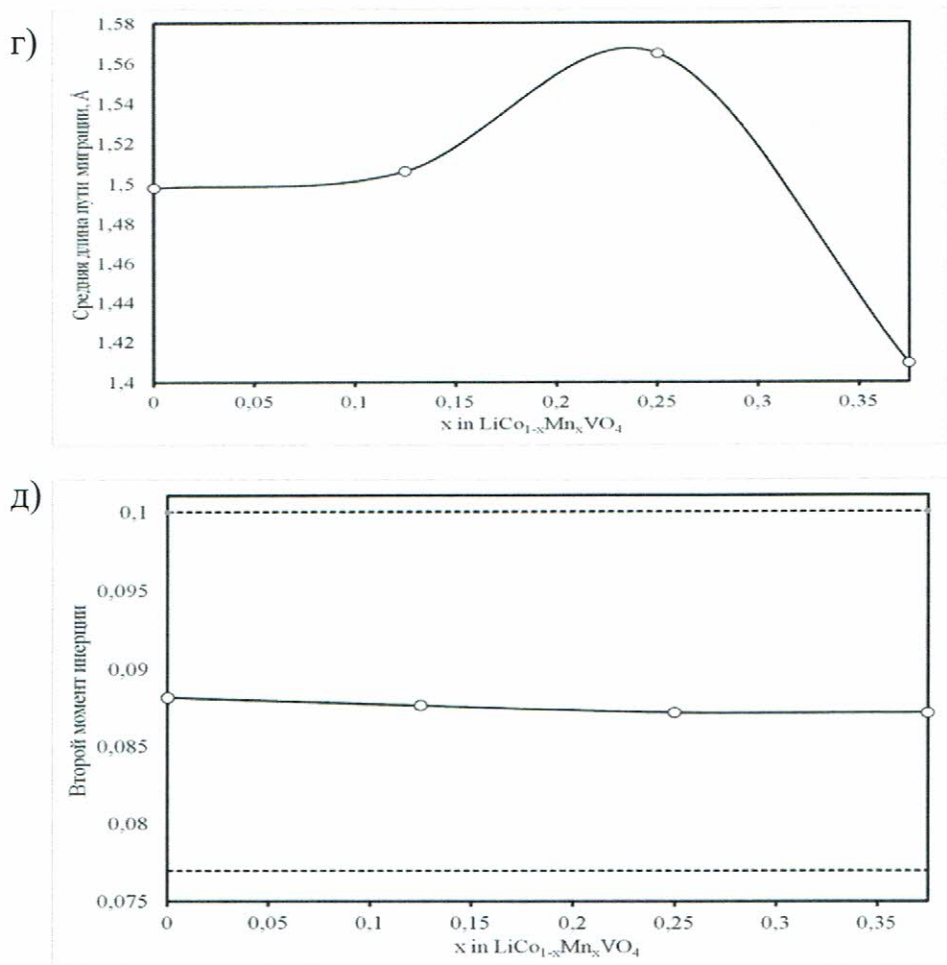 г)
Средняя длина пути миграции, Å
1,58
1,56
1,54
1,52
1,5
1,48
1,46
1,44
1,42
1,4
0 0,05 0,1 0,15 0,2 0,25 0,3 0,35
x in LiCo₁₋ₓMnₓVO₄
д)
Второй момент инерции
0,1
0,095
0,09
0,085
0,08
0,075
0 0,05 0,1 0,15 0,2 0,25 0,3 0,35
x in LiCo₁₋ₓMnₓVO₄